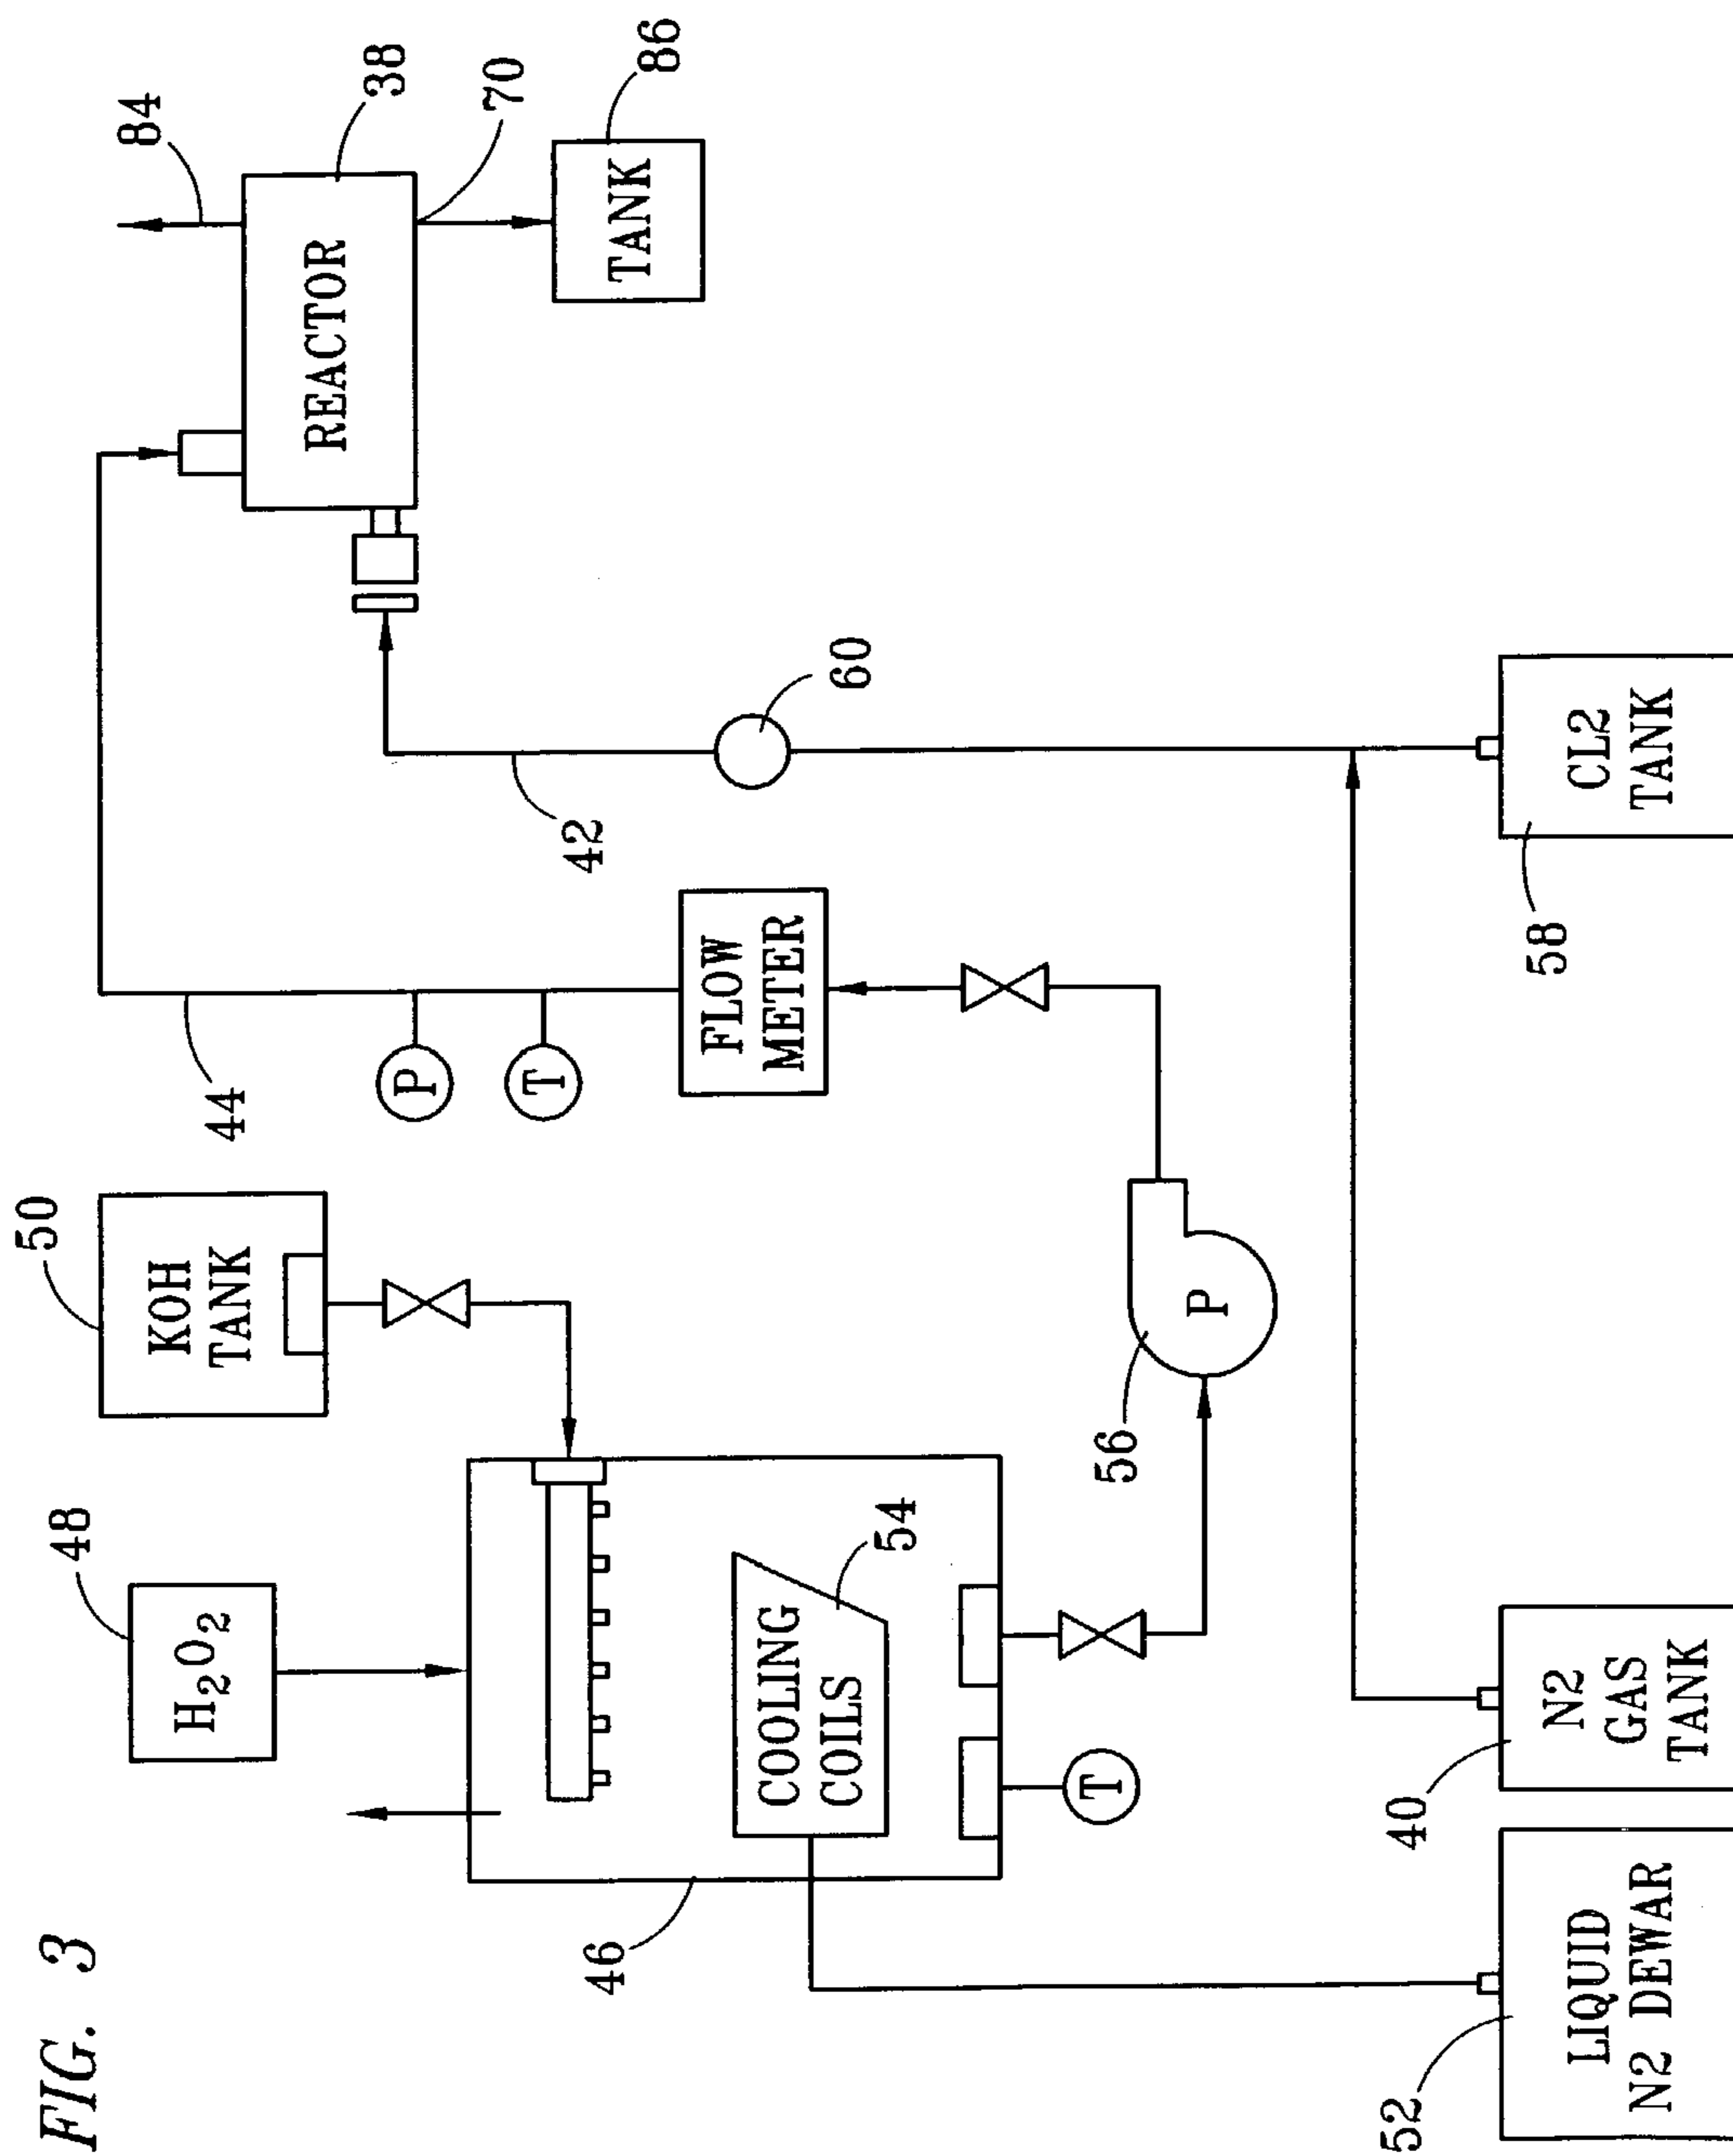 FIG. 3
48
H₂O₂
50
KOH
TANK
44
84
REACTOR
38
70
TANK
86
P
T
FLOW
METER
42
60
46
COOLING
COILS
54
T
56
P
52
LIQUID
N2 DEWAR
40
N2
GAS
TANK
58
CL2
TANK